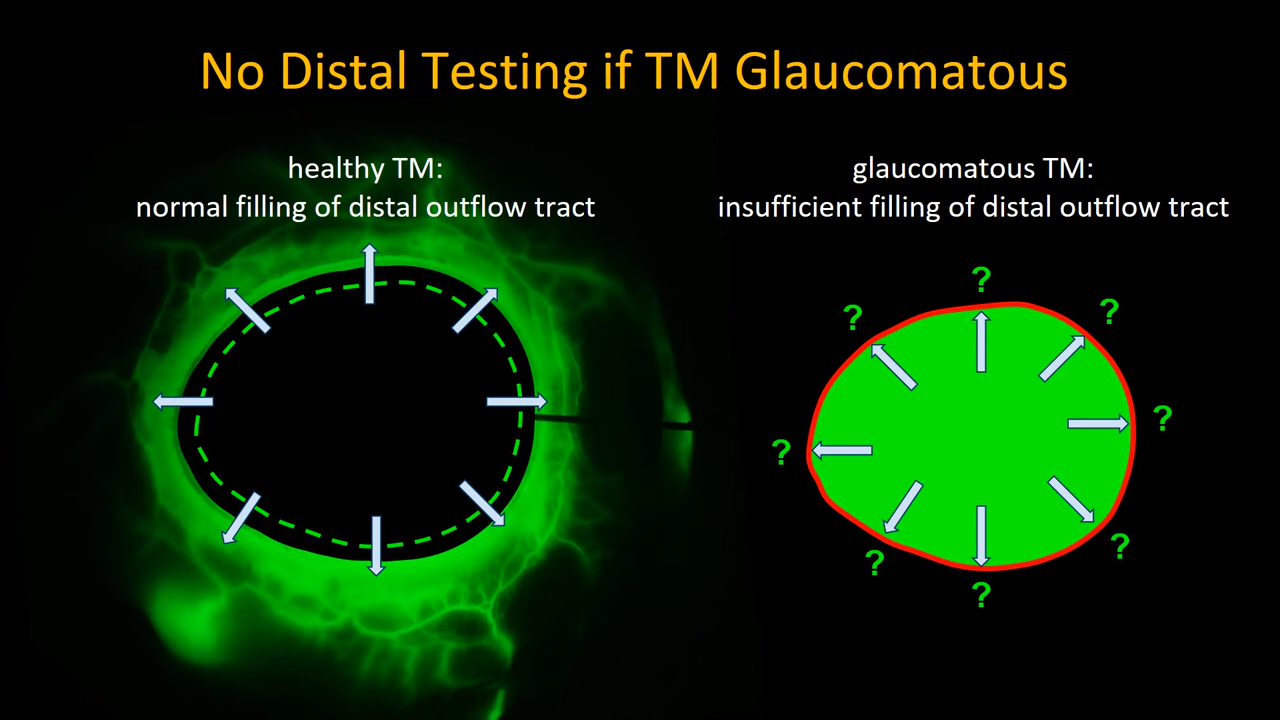 No Distal Testing if TM Glaucomatous
healthy TM:
normal filling of distal outflow tract
glaucomatous TM:
insufficient filling of distal outflow tract
?
?
?
?
?
?
?
?